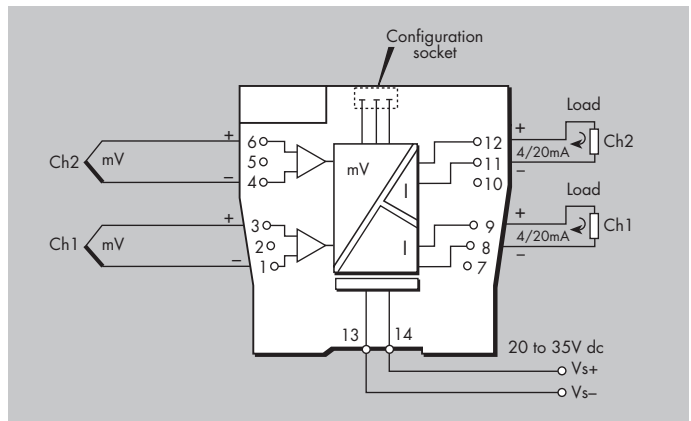 Configuration
socket
Load
+
Ch2
4/20mA
–
Load
+
Ch1
4/20mA
–
Ch2
mV
+
–
Ch1
mV
+
–
6
5
4
3
2
1
mV
I
I
12
11
10
9
8
7
13
14
20 to 35V dc
Vs+
Vs–